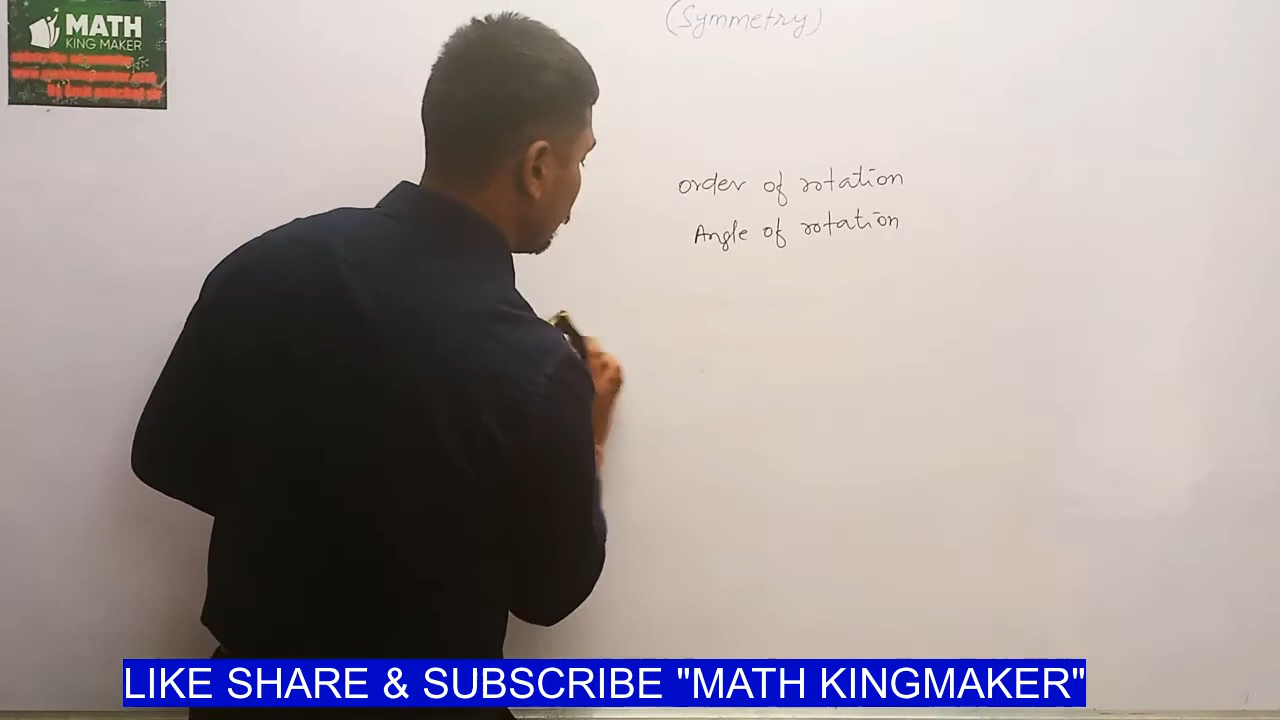 MATH
KING MAKER
(Symmetry)
order of rotation
Angle of rotation
LIKE SHARE & SUBSCRIBE "MATH KINGMAKER"